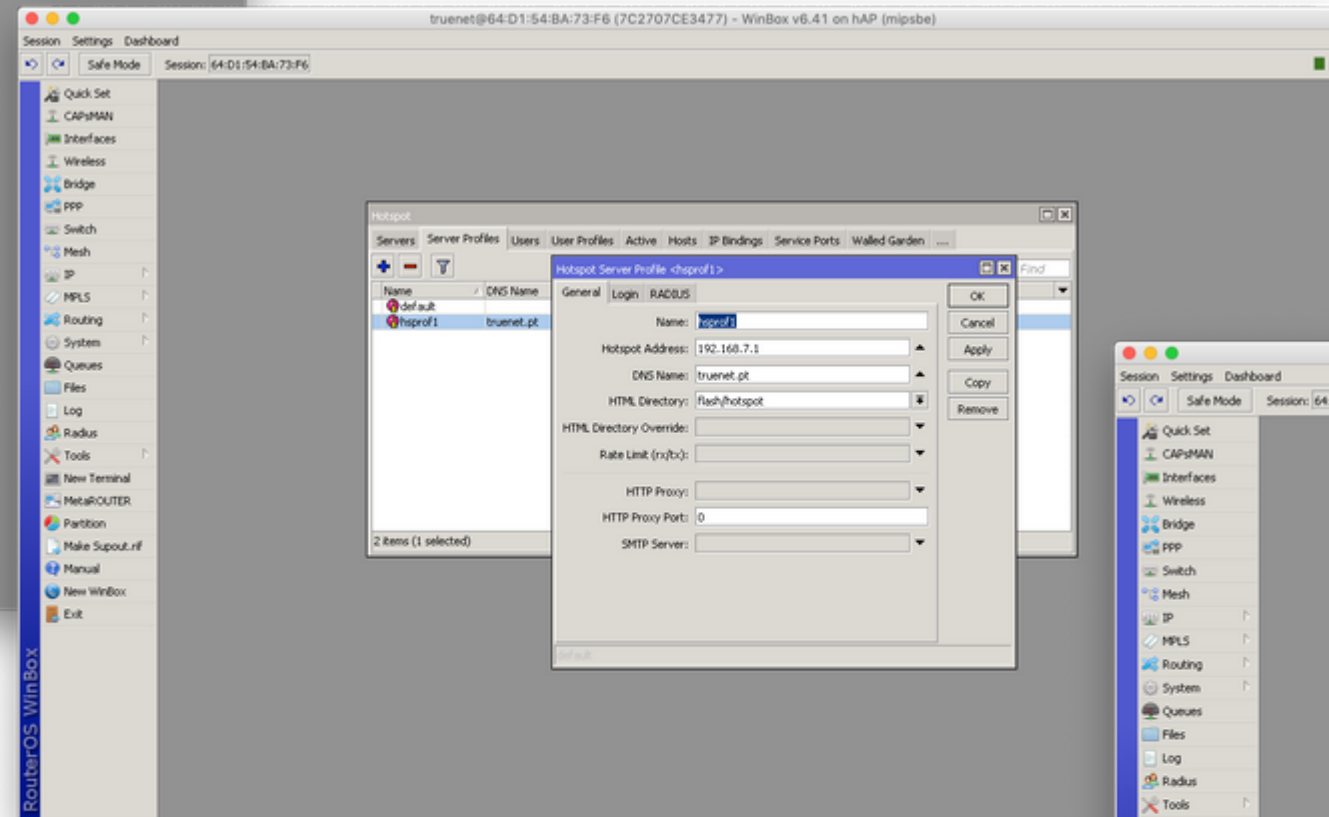 truenet@64:D1:54:BA:73:F6 (7C2707CE3477) - WinBox v6.41 on hAP (mipsbe)
Session Settings Dashboard
Safe Mode Session: 64:D1:54:BA:73:F6
Quick Set
CAPsMAN
Interfaces
Wireless
Bridge
PPP
Switch
Mesh
IP
MPLS
Routing
System
Queues
Files
Log
Radius
Tools
New Terminal
MetaROUTER
Partition
Make Supout.rif
Manual
New WinBox
Exit
RouterOS WinBox
Hotspot
Servers Server Profiles Users User Profiles Active Hosts IP Bindings Service Ports Walled Garden ...
Find
Name DNS Name
default
hsprof1 truenet.pt
2 items (1 selected)
Hotspot Server Profile <hsprof1>
General Login RADIUS
Name: hsprof1
Hotspot Address: 192.168.7.1
DNS Name: truenet.pt
HTML Directory: flash/hotspot
HTML Directory Override:
Rate Limit (rx/tx):
HTTP Proxy:
HTTP Proxy Port: 0
SMTP Server:
OK
Cancel
Apply
Copy
Remove
default
Session Settings Dashboard
Safe Mode Session: 64
Quick Set
CAPsMAN
Interfaces
Wireless
Bridge
PPP
Switch
Mesh
IP
MPLS
Routing
System
Queues
Files
Log
Radius
Tools